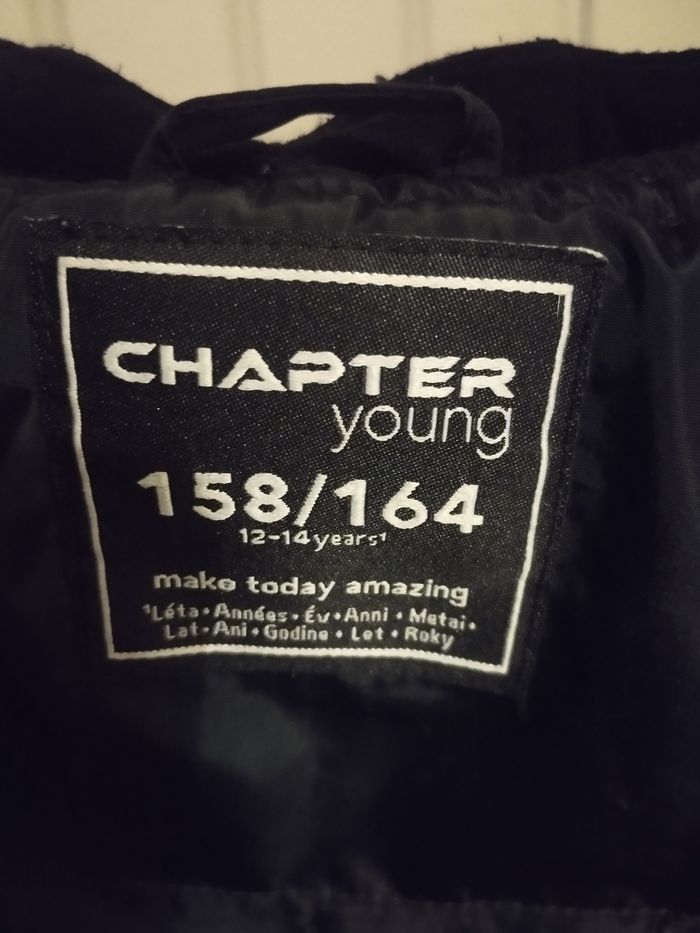 CHAPTER
young
158/164
12-14years¹
make today amazing
¹Léta•Années•Év•Anni•Metai•
Lat•Ani•Godine•Let•Roky